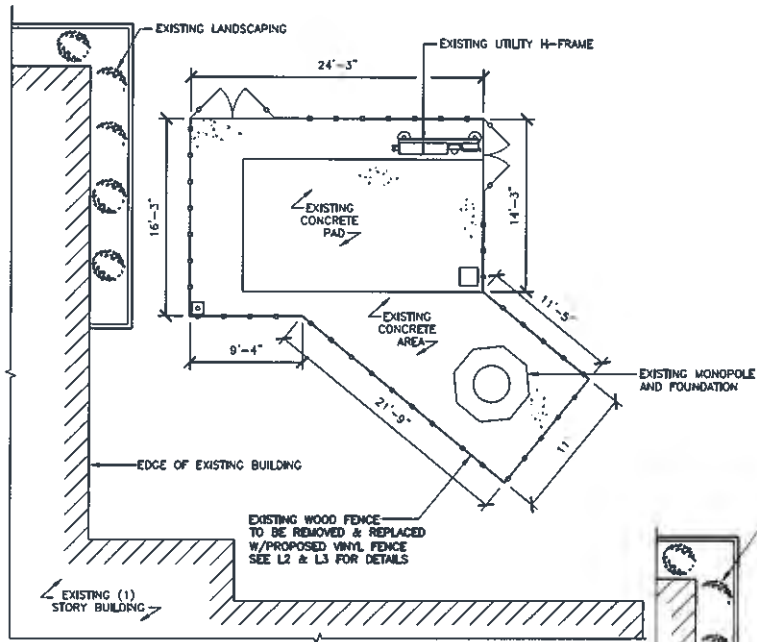 EXISTING LANDSCAPING
EXISTING UTILITY H-FRAME
24'-3"
16'-3"
14'-3"
EXISTING
CONCRETE
PAD
11'-5
EXISTING
CONCRETE
AREA
9'-4"
21'-9"
EXISTING MONOPOLE
AND FOUNDATION
11'
EDGE OF EXISTING BUILDING
EXISTING WOOD FENCE
TO BE REMOVED & REPLACED
W/PROPOSED VINYL FENCE
SEE L2 & L3 FOR DETAILS
EXISTING (1)
STORY BUILDING